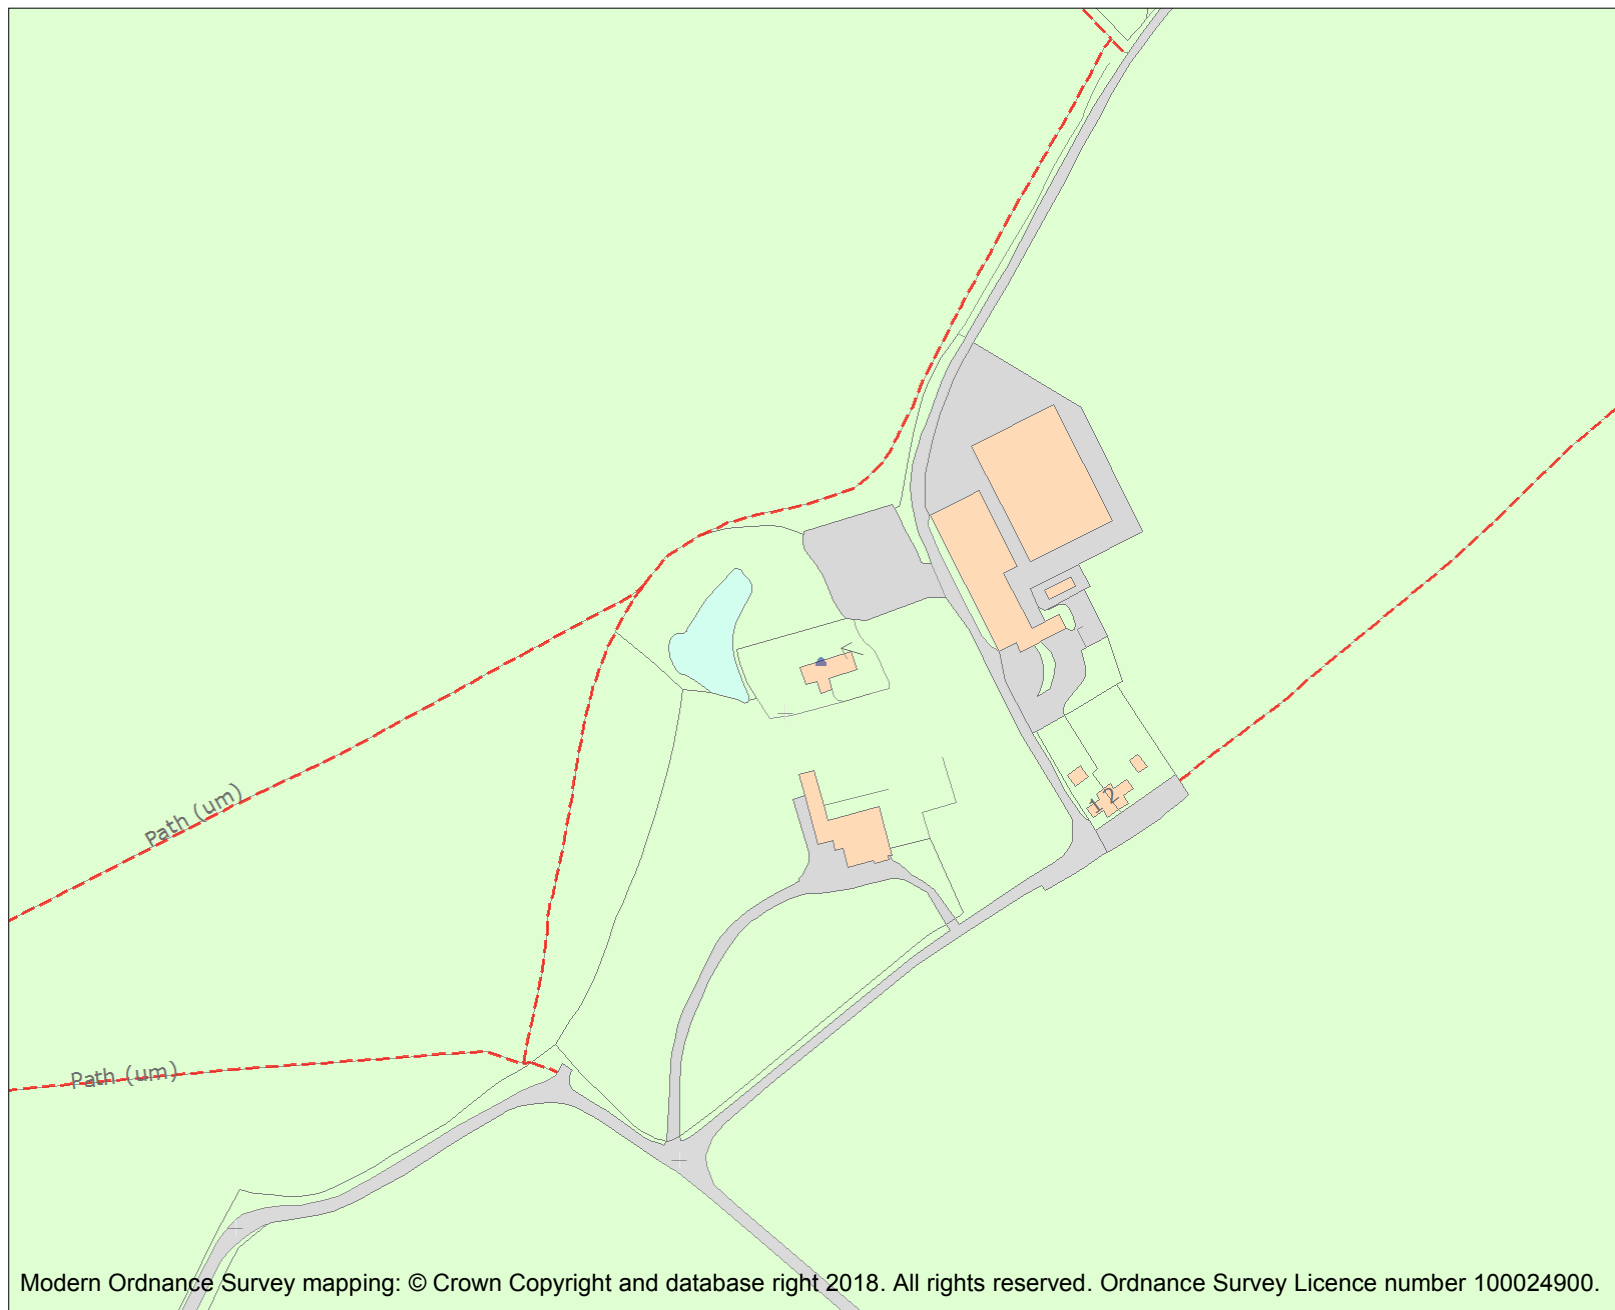 1 2
Path (um)
Path (um)
Modern Ordnance Survey mapping: © Crown Copyright and database right 2018. All rights reserved. Ordnance Survey Licence number 100024900.